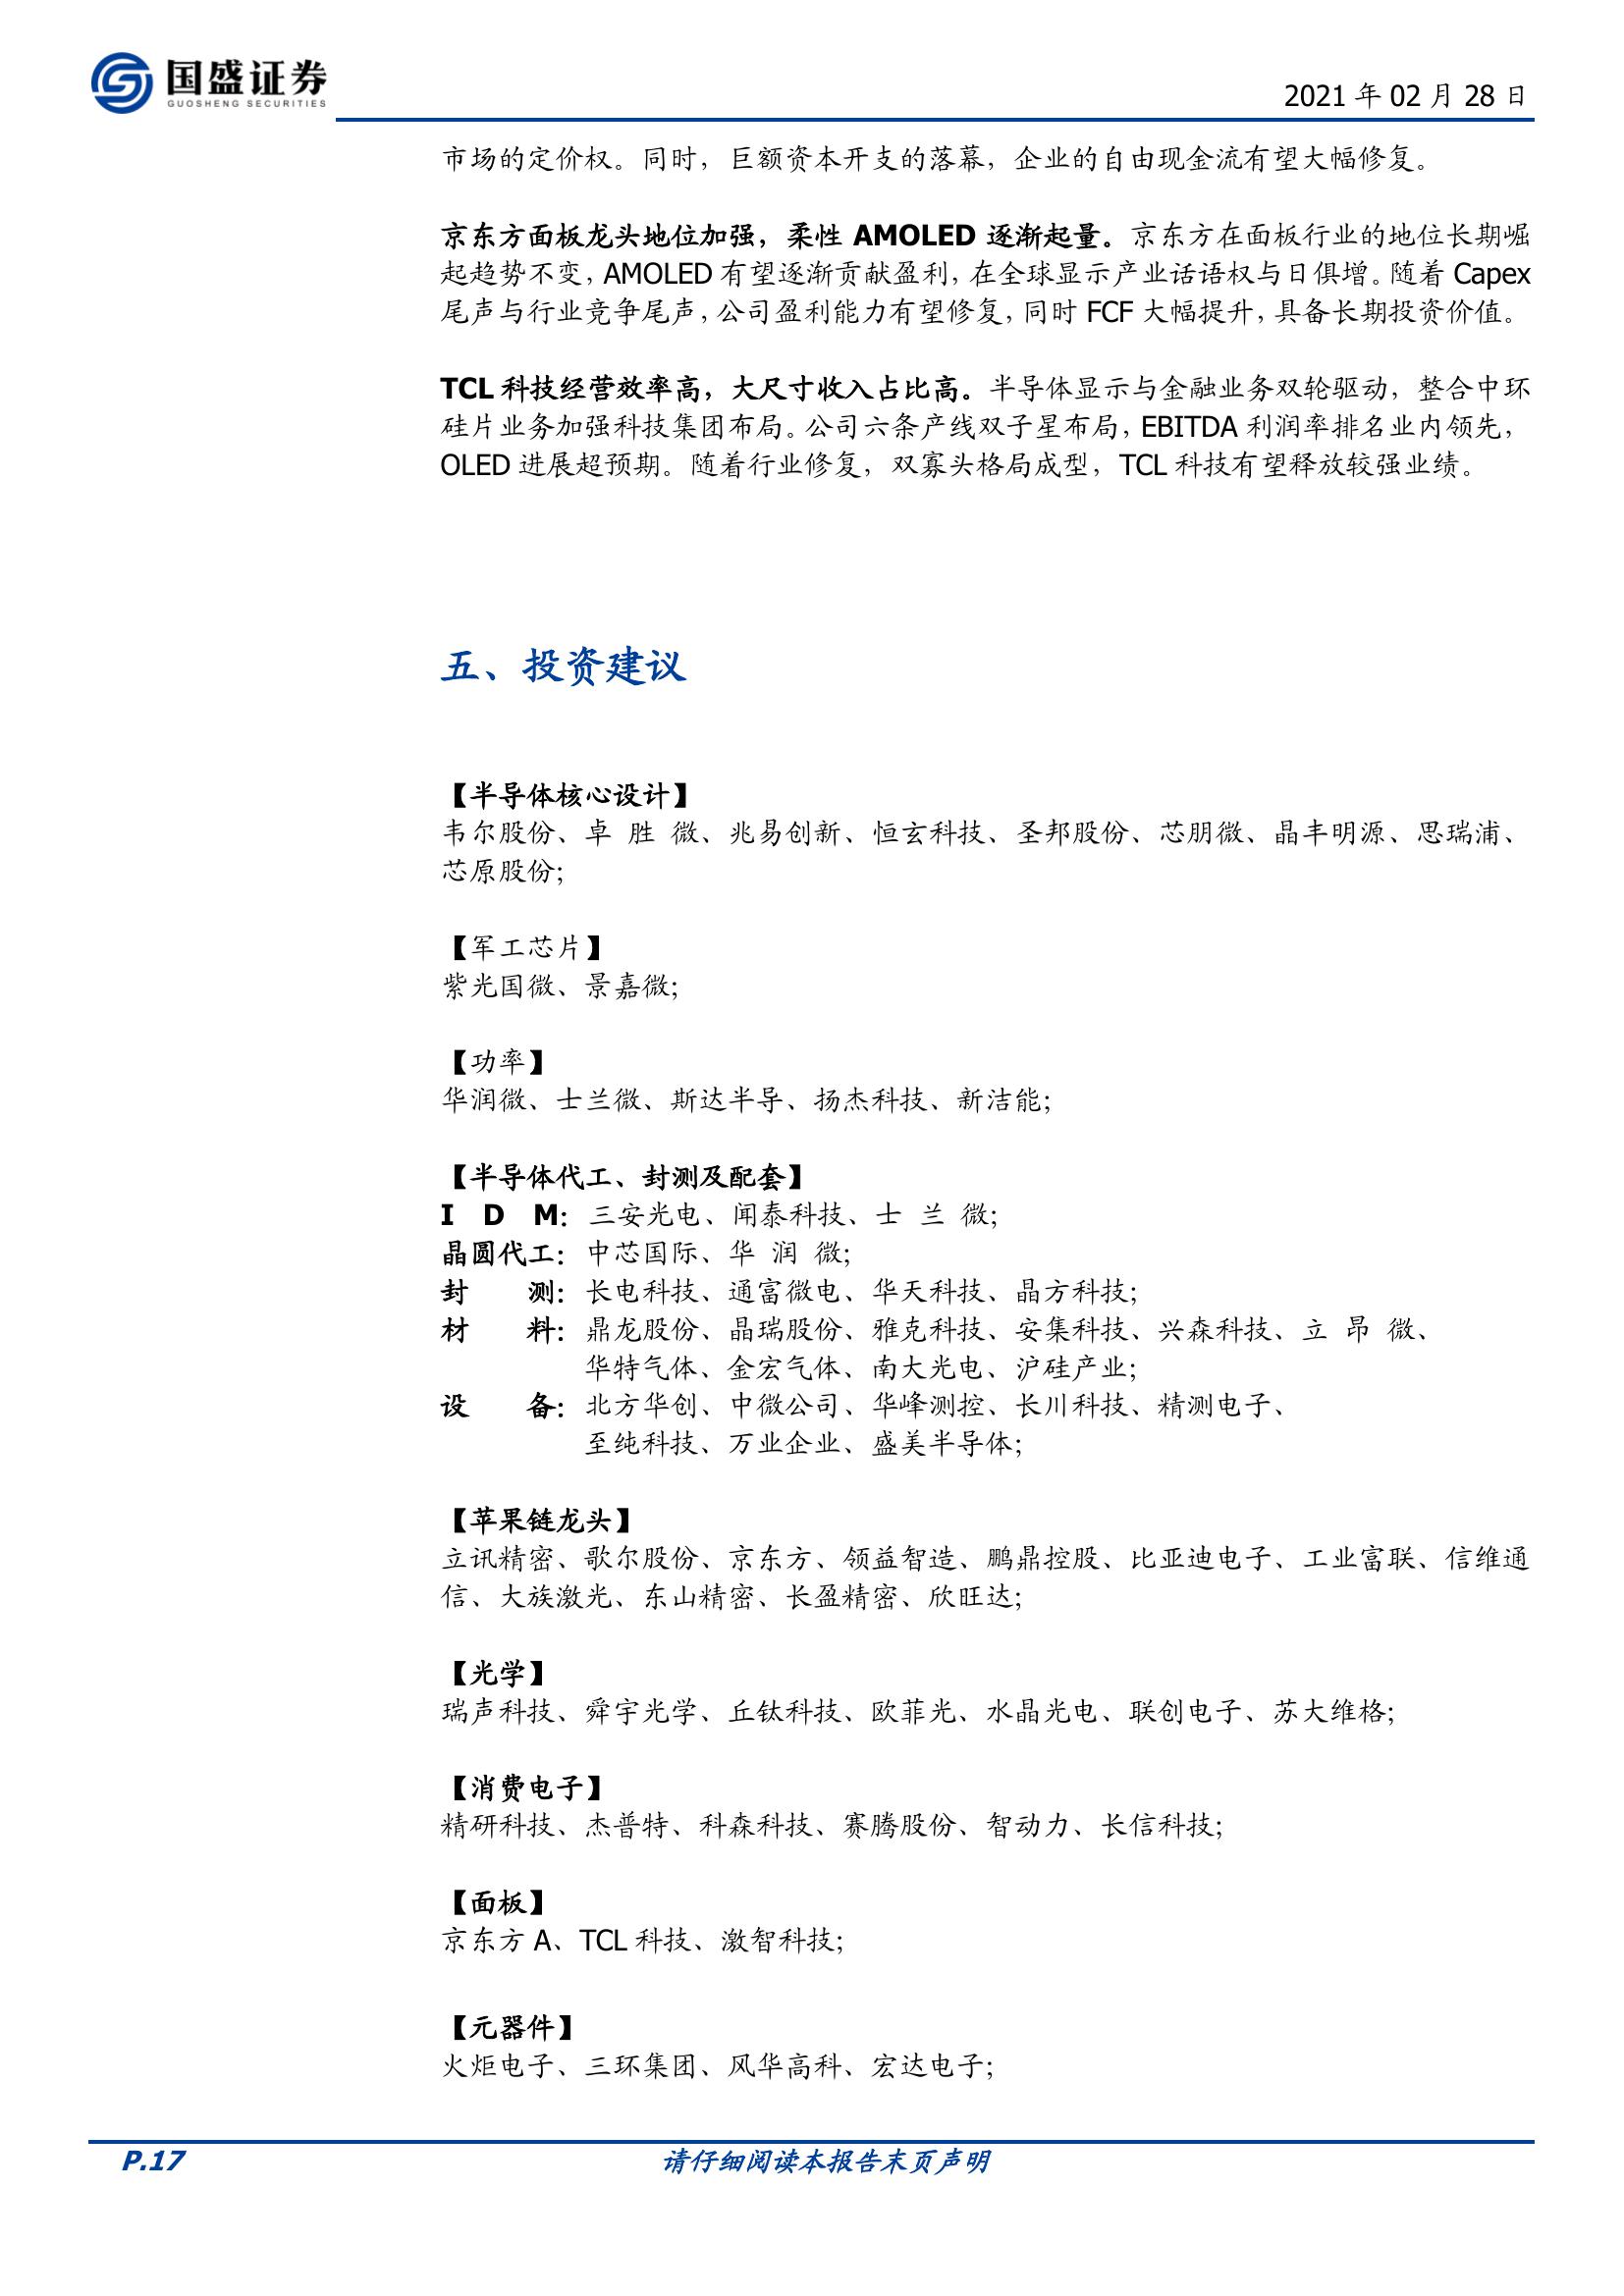 国盛证券
GUOSHENG SECURITIES
2021 年 02 月 28 日
市场的定价权。同时，巨额资本开支的落幕，企业的自由现金流有望大幅修复。
京东方面板龙头地位加强，柔性 AMOLED 逐渐起量。京东方在面板行业的地位长期崛
起趋势不变，AMOLED 有望逐渐贡献盈利，在全球显示产业话语权与日俱增。随着 Capex
尾声与行业竞争尾声，公司盈利能力有望修复，同时 FCF 大幅提升，具备长期投资价值。
TCL 科技经营效率高，大尺寸收入占比高。半导体显示与金融业务双轮驱动，整合中环
硅片业务加强科技集团布局。公司六条产线双子星布局，EBITDA 利润率排名业内领先，
OLED 进展超预期。随着行业修复，双寡头格局成型，TCL 科技有望释放较强业绩。
五、投资建议
【半导体核心设计】
韦尔股份、卓 胜 微、兆易创新、恒玄科技、圣邦股份、芯朋微、晶丰明源、思瑞浦、
芯原股份；
【军工芯片】
紫光国微、景嘉微；
【功率】
华润微、士兰微、斯达半导、扬杰科技、新洁能；
【半导体代工、封测及配套】
I D M：三安光电、闻泰科技、士 兰 微；
晶圆代工：中芯国际、华 润 微；
封 测：长电科技、通富微电、华天科技、晶方科技；
材 料：鼎龙股份、晶瑞股份、雅克科技、安集科技、兴森科技、立 昂 微、
华特气体、金宏气体、南大光电、沪硅产业；
设 备：北方华创、中微公司、华峰测控、长川科技、精测电子、
至纯科技、万业企业、盛美半导体；
【苹果链龙头】
立讯精密、歌尔股份、京东方、领益智造、鹏鼎控股、比亚迪电子、工业富联、信维通
信、大族激光、东山精密、长盈精密、欣旺达；
【光学】
瑞声科技、舜宇光学、丘钛科技、欧菲光、水晶光电、联创电子、苏大维格；
【消费电子】
精研科技、杰普特、科森科技、赛腾股份、智动力、长信科技；
【面板】
京东方 A、TCL 科技、激智科技；
【元器件】
火炬电子、三环集团、风华高科、宏达电子；
P.17
请仔细阅读本报告末页声明